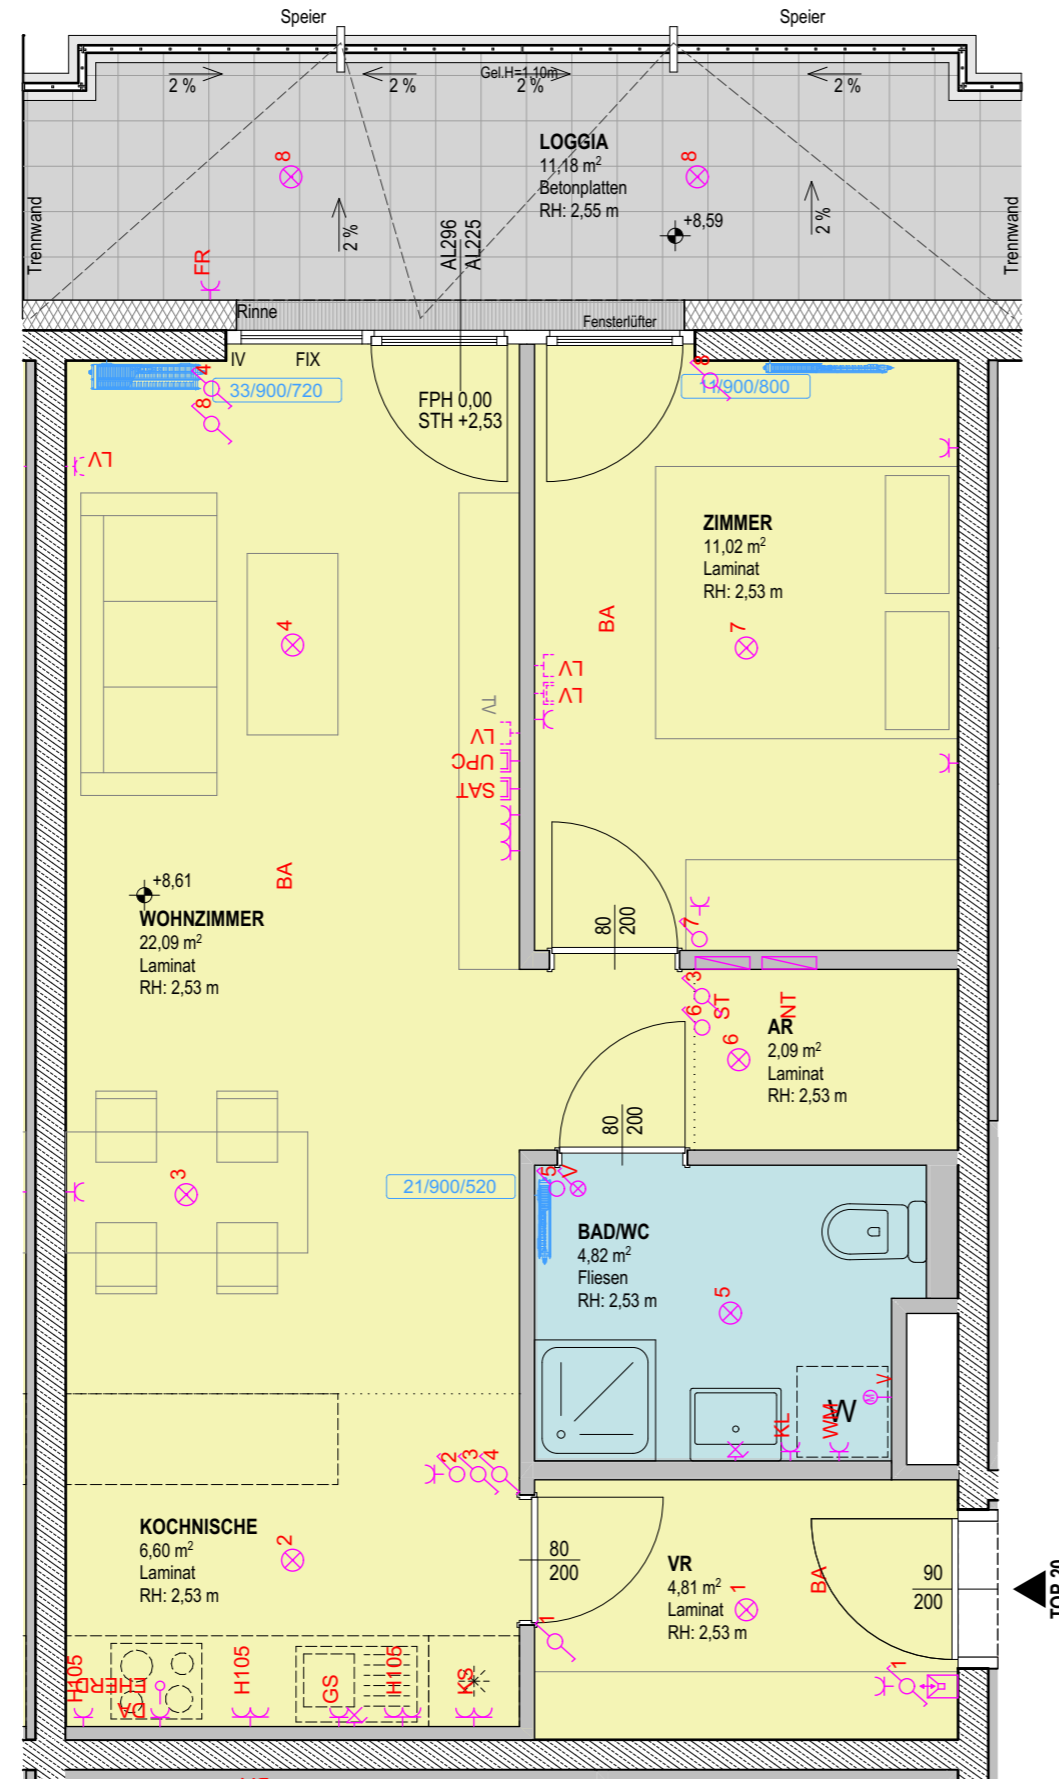 Speier
Speier
Gel.H=1,10m
2 %
2 %
2 %
2 %
LOGGIA
11,18 m²
Betonplatten
RH: 2,55 m
8
8
Trennwand
Trennwand
2 %
2 %
AL296
AL225
+8,59
FR
Rinne
Fensterlüfter
IV
FIX
4
8
33/900/720
8
11/900/800
FPH 0,00
STH +2,53
LV
ZIMMER
11,02 m²
Laminat
RH: 2,53 m
4
BA
7
LV
LV
TV
LV
UPC
SAT
BA
+8,61
WOHNZIMMER
22,09 m²
Laminat
RH: 2,53 m
80
200
7
3
6
ST
NT
AR
2,09 m²
Laminat
RH: 2,53 m
6
80
200
3
21/900/520
5
V
BAD/WC
4,82 m²
Fliesen
RH: 2,53 m
5
V
M
W
KL
WM
2
3
4
KOCHNISCHE
6,60 m²
Laminat
RH: 2,53 m
2
80
200
VR
4,81 m²
Laminat
RH: 2,53 m
1
BA
90
200
TOP 20
1
1
H105
EHERD
DA
H105
GS
H105
KS